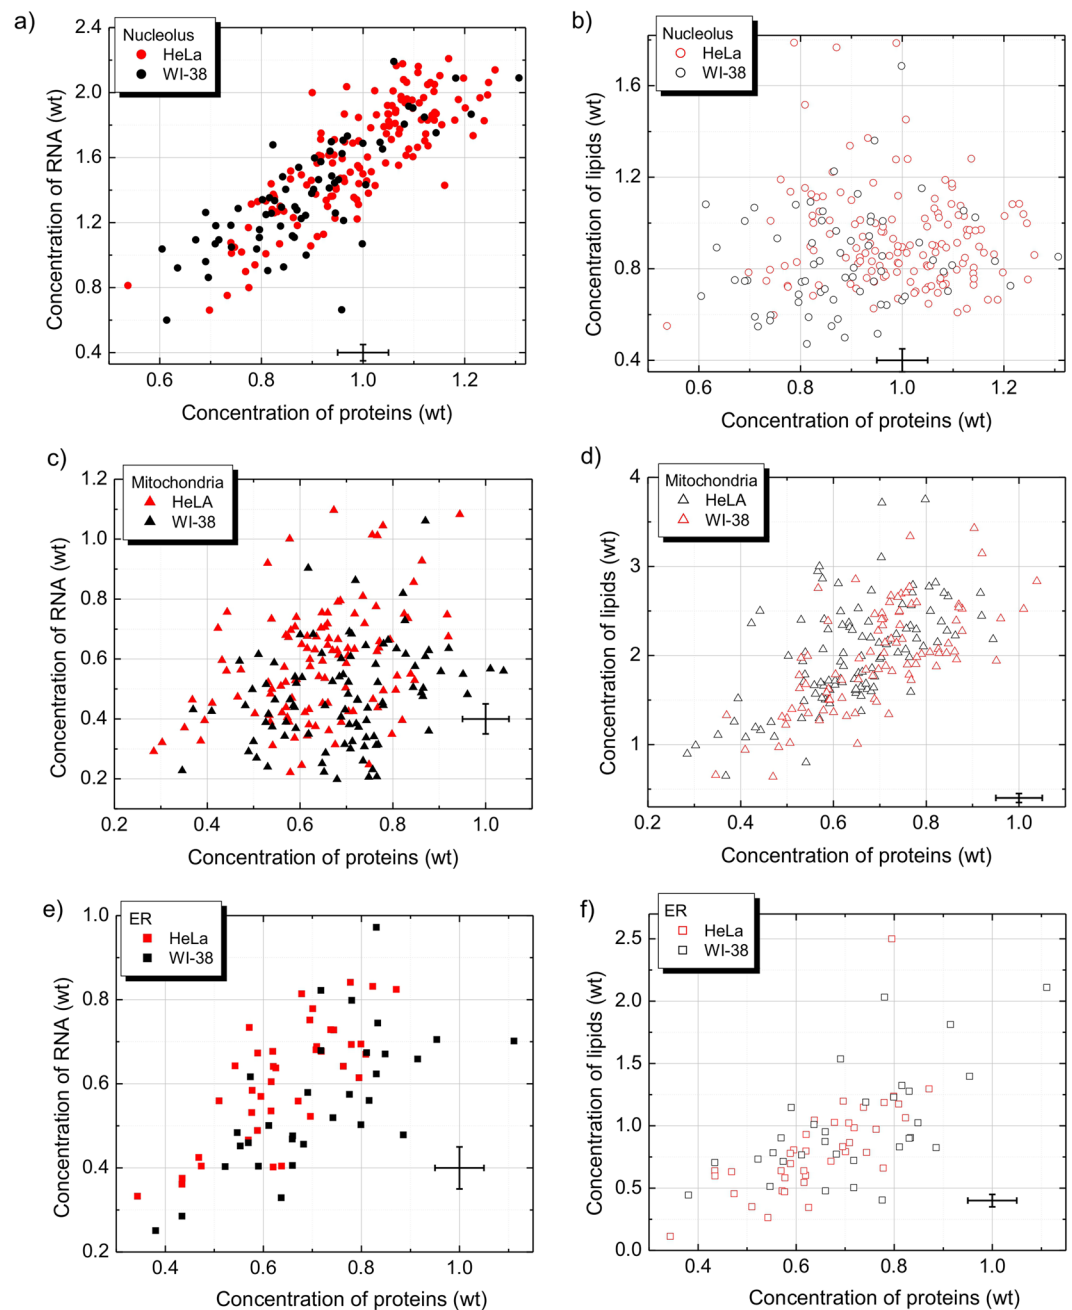 a)
Nucleolus
HeLa
WI-38
2.4
2.0
1.6
1.2
0.8
0.4
Concentration of RNA (wt)
0.6 0.8 1.0 1.2
Concentration of proteins (wt)
b)
Nucleolus
HeLa
WI-38
1.6
1.2
0.8
0.4
Concentration of lipids (wt)
0.6 0.8 1.0 1.2
Concentration of proteins (wt)
c)
Mitochondria
HeLA
WI-38
1.2
1.0
0.8
0.6
0.4
0.2
Concentration of RNA (wt)
0.2 0.4 0.6 0.8 1.0
Concentration of proteins (wt)
d)
Mitochondria
HeLA
WI-38
4
3
2
1
Concentration of lipids (wt)
0.2 0.4 0.6 0.8 1.0
Concentration of proteins (wt)
e)
ER
HeLa
WI-38
1.0
0.8
0.6
0.4
0.2
Concentration of RNA (wt)
0.4 0.6 0.8 1.0
Concentration of proteins (wt)
f)
ER
HeLa
WI-38
2.5
2.0
1.5
1.0
0.5
0.0
Concentration of lipids (wt)
0.4 0.6 0.8 1.0
Concentration of proteins (wt)